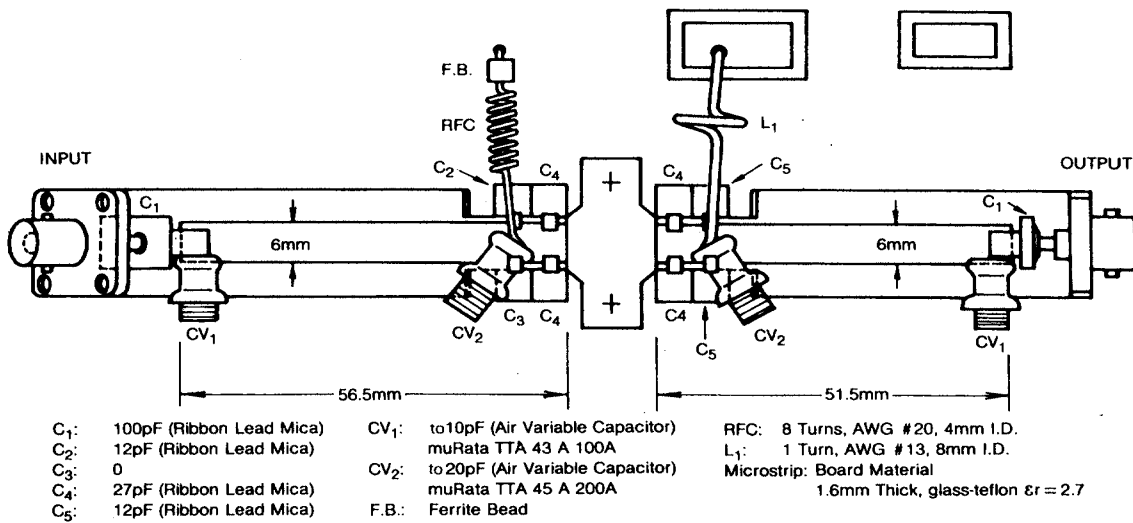 F.B.
RFC
L₁
INPUT
C₂
C₄
C₄
C₅
OUTPUT
C₁
C₁
6mm
6mm
CV₁
CV₂
C₃
C₄
C₄
C₅
CV₂
CV₁
56.5mm
51.5mm
C₁: 100pF (Ribbon Lead Mica)
C₂: 12pF (Ribbon Lead Mica)
C₃: 0
C₄: 27pF (Ribbon Lead Mica)
C₅: 12pF (Ribbon Lead Mica)
CV₁: to10pF (Air Variable Capacitor)
muRata TTA 43 A 100A
CV₂: to20pF (Air Variable Capacitor)
muRata TTA 45 A 200A
F.B.: Ferrite Bead
RFC: 8 Turns, AWG #20, 4mm I.D.
L₁: 1 Turn, AWG #13, 8mm I.D.
Microstrip: Board Material
1.6mm Thick, glass-teflon εr = 2.7